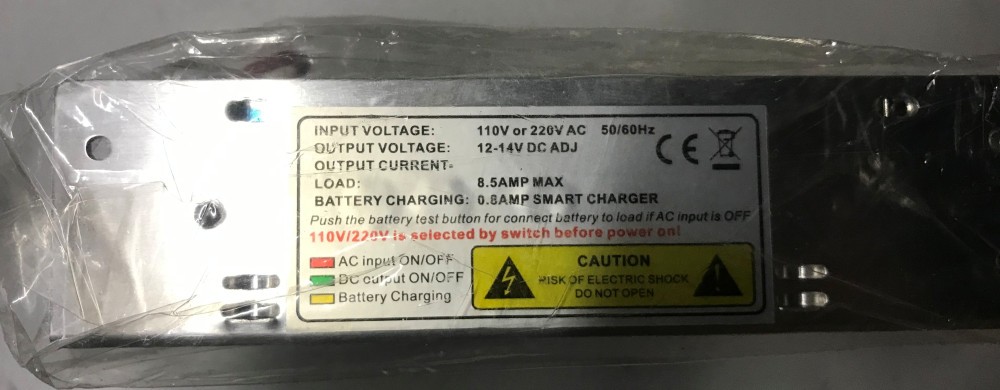 INPUT VOLTAGE: 110V or 220V AC 50/60Hz
OUTPUT VOLTAGE: 12-14V DC ADJ
OUTPUT CURRENT-
LOAD: 8.5AMP MAX
BATTERY CHARGING: 0.8AMP SMART CHARGER
Push the battery test button for connect battery to load if AC input is OFF
110V/220V is selected by switch before power on!
CE
AC input ON/OFF
DC output ON/OFF
Battery Charging
CAUTION
RISK OF ELECTRIC SHOCK
DO NOT OPEN